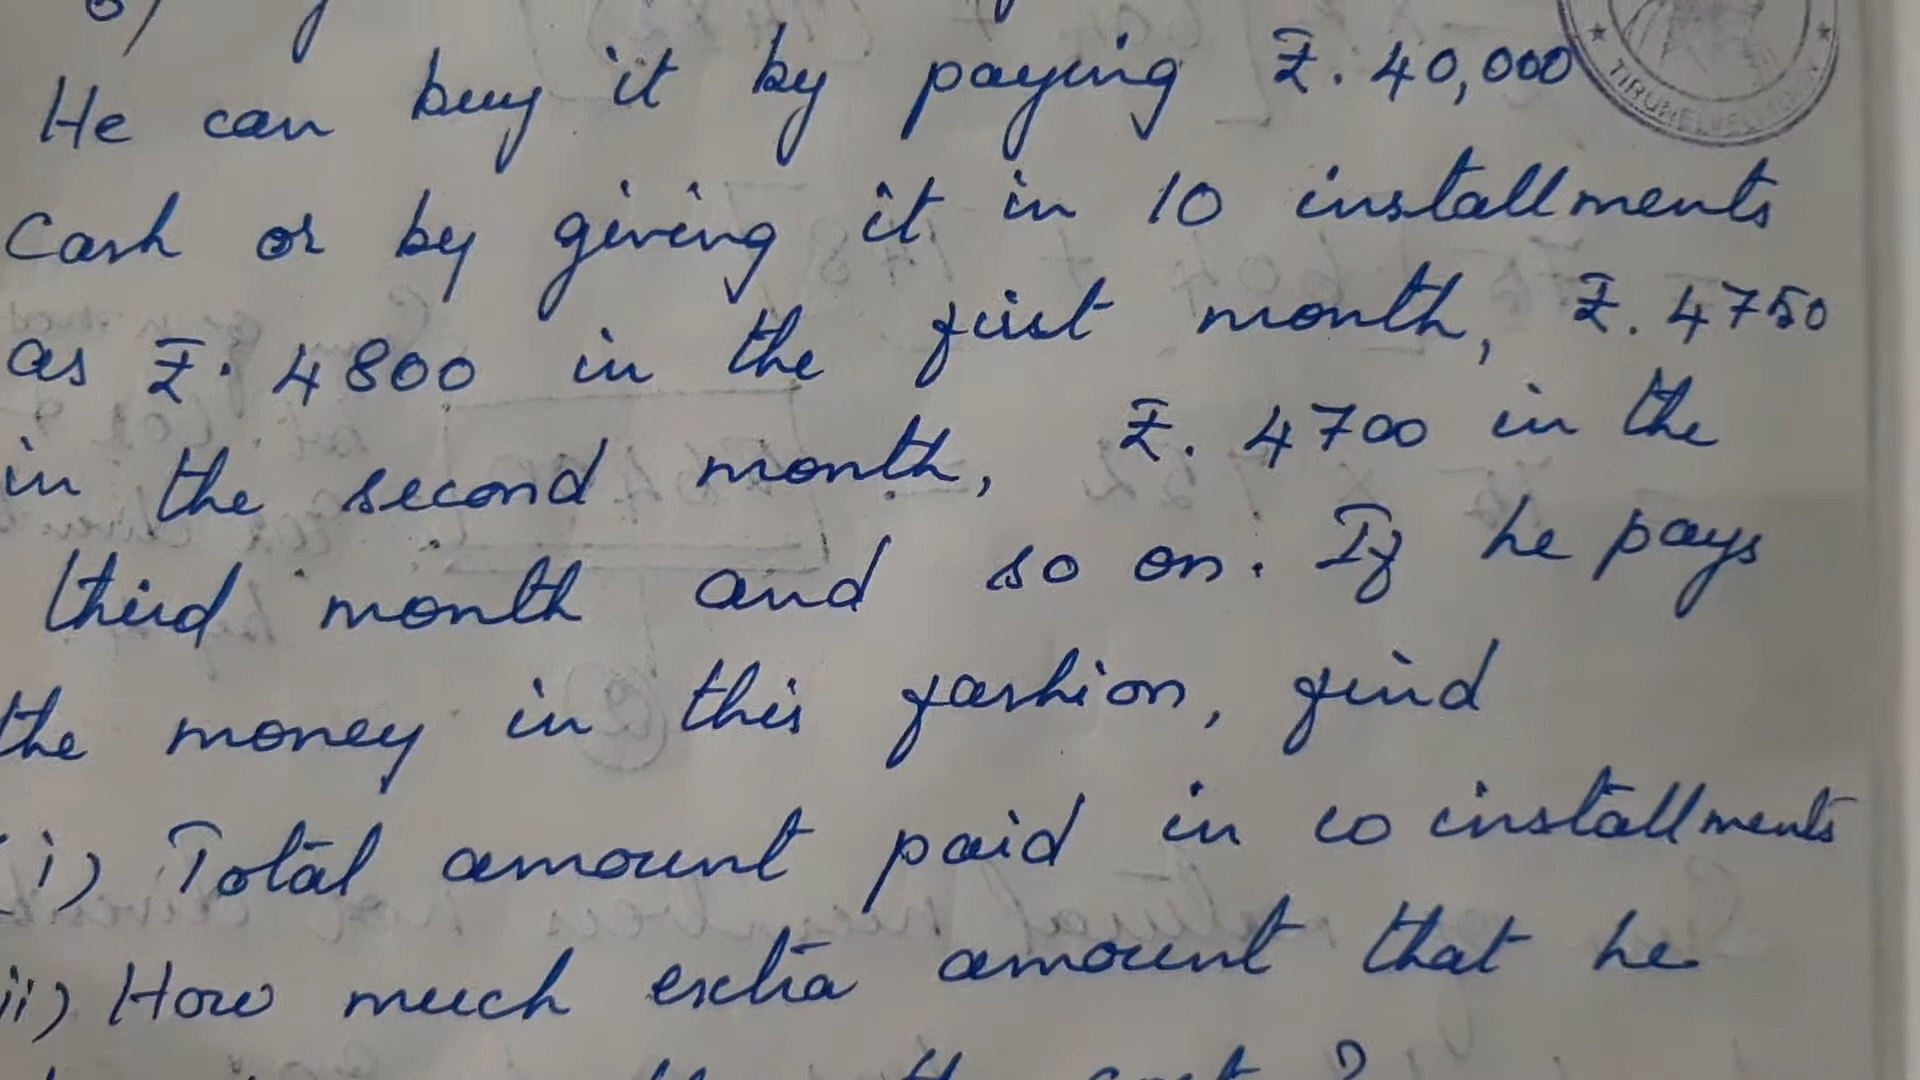 He can buy it by paying ₹. 40,000
Cash or by giving it in 10 installments
as ₹. 4800 in the first month, ₹. 4750
in the second month, ₹. 4700 in the
third month and so on. If he pays
the money in this fashion, find
i) Total amount paid in 10 installments
ii) How much extra amount that he
cost?
TIRUNELVELI